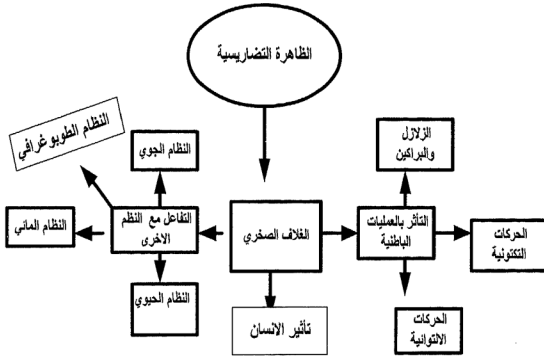 الظاهرة التضاريسية
الزلازل
والبراكين
النظام الطوبوغرافي
النظام الجوي
التأثر بالعمليات
الباطنية
الحركات
التكتونية
الغلاف الصخري
التفاعل مع النظم
الاخرى
النظام المائي
النظام الحيوي
تأثير الانسان
الحركات
الالتوائية